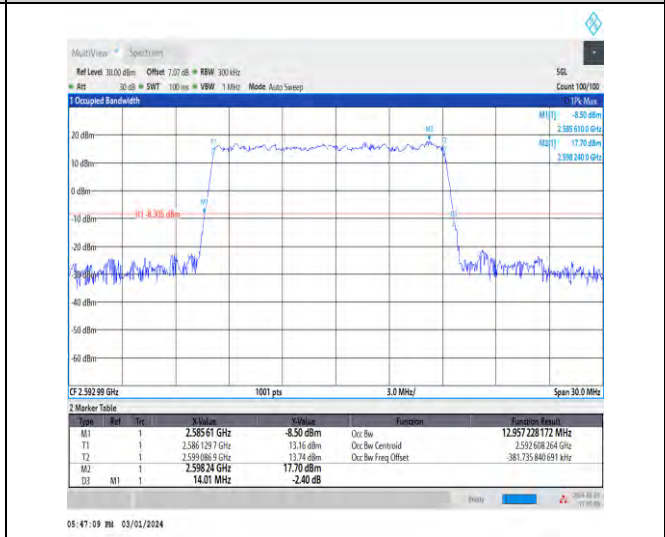 MultiView Spectrum
Ref Level 30.00 dBm Offset 7.07 dB RBW 300 kHz SGL
Att 30 dB SWT 100 ms VBW 1 MHz Mode Auto Sweep Count 100/100
1 Occupied Bandwidth 1Pk Max
M1[1] -8.50 dBm
2.585 610 0 GHz
M2[1] 17.70 dBm
2.598 240 0 GHz
M2
T1
T2
20 dBm
10 dBm
0 dBm
M1
H1 -8.305 dBm
D3
-10 dBm
-20 dBm
-30 dBm
-40 dBm
-50 dBm
-60 dBm
CF 2.592 99 GHz 1001 pts 3.0 MHz/ Span 30.0 MHz
2 Marker Table
Type Ref Trc X-Value Y-Value Function Function Result
M1 1 2.585 61 GHz -8.50 dBm Occ Bw 12.957 228 172 MHz
T1 1 2.586 129 7 GHz 13.16 dBm Occ Bw Centroid 2.592 608 264 GHz
T2 1 2.599 086 9 GHz 13.74 dBm Occ Bw Freq Offset -381.735 840 691 kHz
M2 1 2.598 24 GHz 17.70 dBm
D3 M1 1 14.01 MHz -2.40 dB
05:47:09 PM 03/01/2024